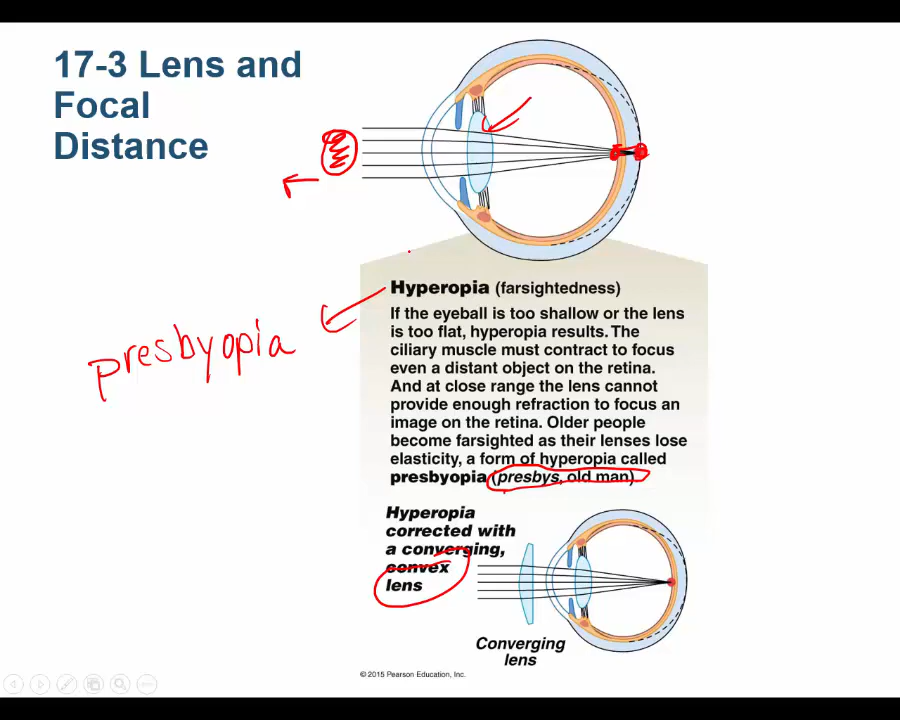 17-3 Lens and
Focal
Distance
Hyperopia (farsightedness)
If the eyeball is too shallow or the lens
is too flat, hyperopia results. The
ciliary muscle must contract to focus
even a distant object on the retina.
And at close range the lens cannot
provide enough refraction to focus an
image on the retina. Older people
become farsighted as their lenses lose
elasticity, a form of hyperopia called
presbyopia (presbys, old man)
presbyopia
Hyperopia
corrected with
a converging,
convex
lens
Converging
lens
© 2015 Pearson Education, Inc.